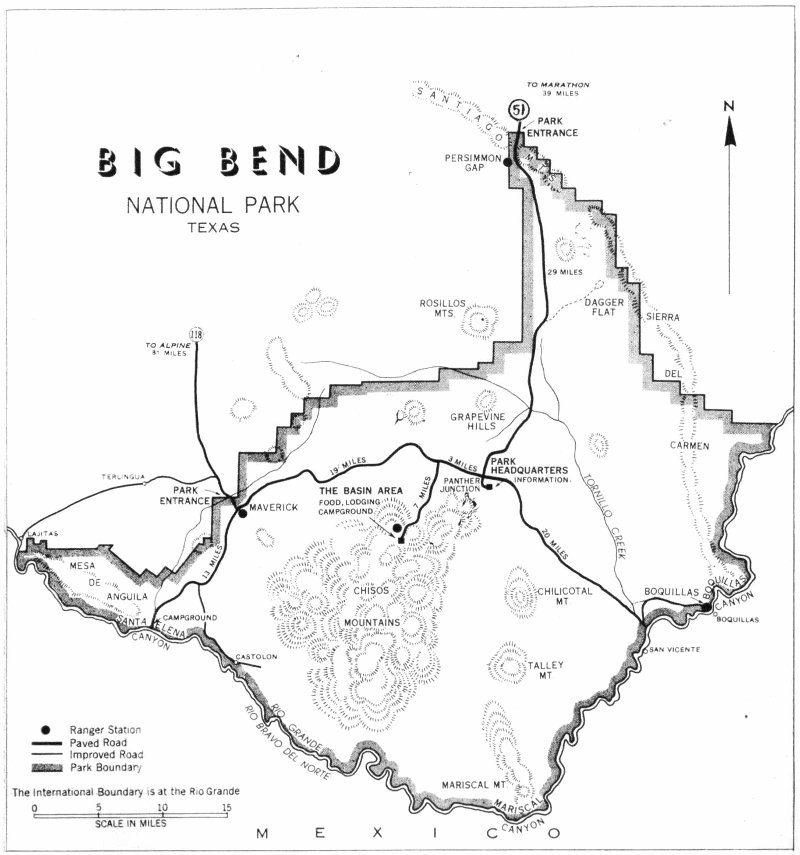 BIG BEND
NATIONAL PARK
TEXAS
N
TO MARATHON
39 MILES
51
PARK
ENTRANCE
SANTIAGO
MTS.
PERSIMMON
GAP
29 MILES
ROSILLOS
MTS.
DAGGER
FLAT
SIERRA
DEL
CARMEN
118
TO ALPINE
81 MILES
GRAPEVINE
HILLS
TERLINGUA
PARK
ENTRANCE
MAVERICK
19 MILES
3 MILES
PARK
HEADQUARTERS
INFORMATION
PANTHER
JUNCTION
THE BASIN AREA
FOOD, LODGING
CAMPGROUND
7 MILES
TORNILLO CREEK
20 MILES
LAJITAS
MESA
DE
ANGUILA
13 MILES
CHISOS
MOUNTAINS
CHILICOTAL
MT
BOQUILLAS
BOQUILLAS
CANYON
BOQUILLAS
SANTA ELENA
CANYON
CAMPGROUND
CASTOLON
SAN VICENTE
TALLEY
MT
RIO GRANDE
RIO BRAVO DEL NORTE
MARISCAL MT
MARISCAL
CANYON
Ranger Station
Paved Road
Improved Road
Park Boundary
The International Boundary is at the Rio Grande
0 5 10 15
SCALE IN MILES
MEXICO